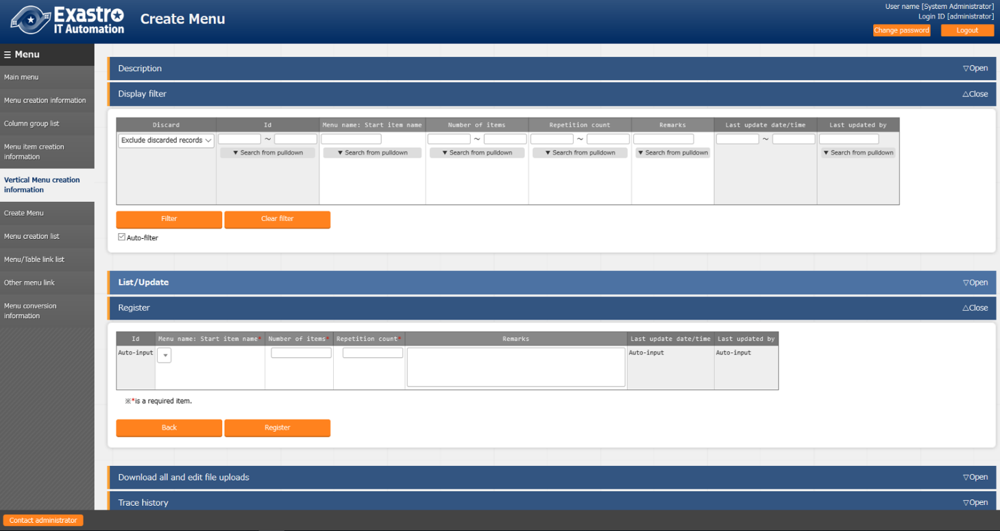 Exastro
IT Automation
Create Menu
User name [System Administrator]
Login ID [administrator]
Change password
Logout
☰ Menu
Main menu
Menu creation information
Column group list
Menu item creation
information
Vertical Menu creation
information
Create Menu
Menu creation list
Menu/Table link list
Other menu link
Menu conversion
information
Contact administrator
Description ▽Open
Display filter △Close
Discard Id Menu name: Start item name Number of items Repetition count Remarks Last update date/time Last updated by
Exclude discarded records ~ ~ ~ ~
▼ Search from pulldown ▼ Search from pulldown ▼ Search from pulldown ▼ Search from pulldown ▼ Search from pulldown ▼ Search from pulldown
Filter Clear filter
Auto-filter
List/Update ▽Open
Register △Close
Id Menu name: Start item name* Number of items* Repetition count* Remarks Last update date/time Last updated by
Auto-input Auto-input Auto-input
※*is a required item.
Back Register
Download all and edit file uploads ▽Open
Trace history ▽Open